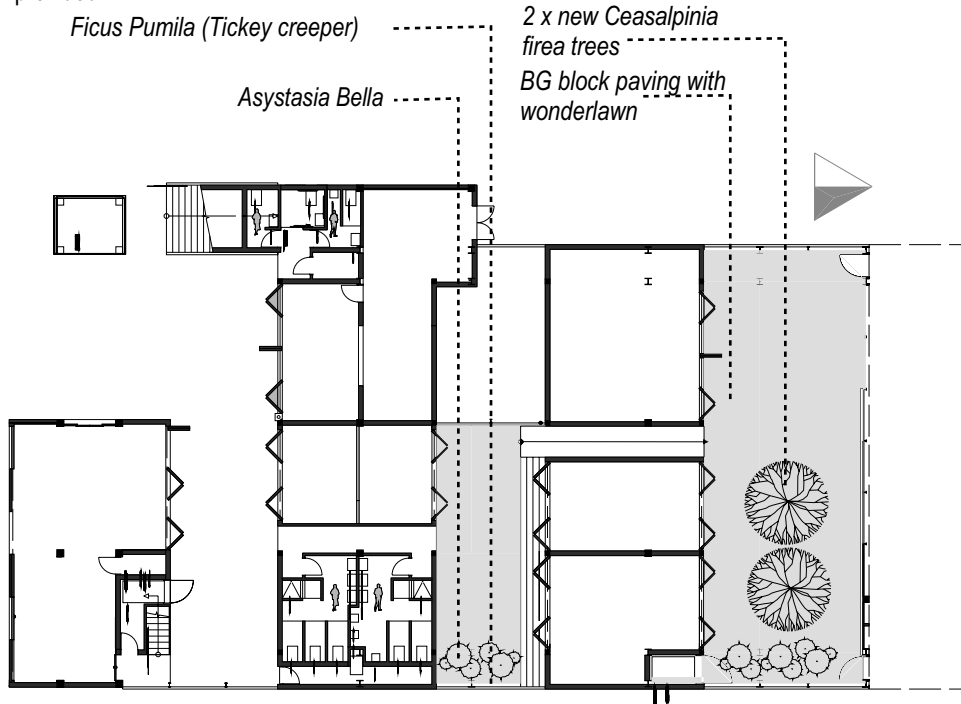 Ficus Pumila (Tickey creeper)
2 x new Ceasalpinia
firea trees
Asystasia Bella
BG block paving with
wonderlawn